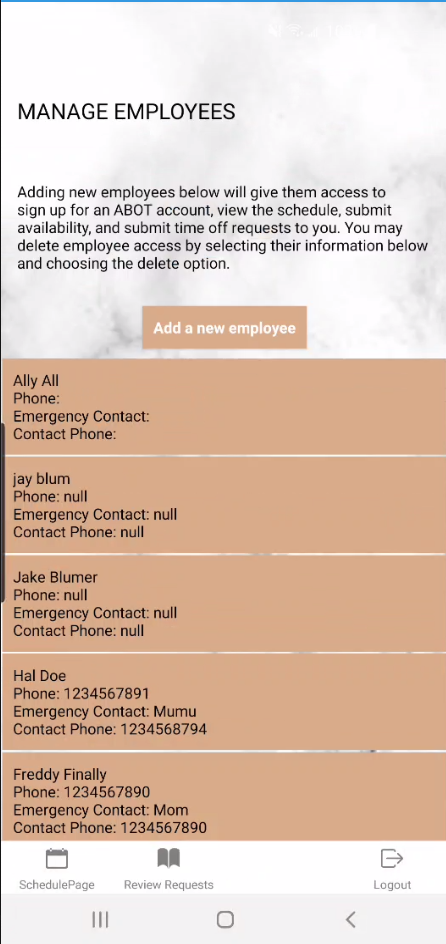 MANAGE EMPLOYEES
Adding new employees below will give them access to
sign up for an ABOT account, view the schedule, submit
availability, and submit time off requests to you. You may
delete employee access by selecting their information below
and choosing the delete option.
Add a new employee
Ally All
Phone:
Emergency Contact:
Contact Phone:
jay blum
Phone: null
Emergency Contact: null
Contact Phone: null
Jake Blumer
Phone: null
Emergency Contact: null
Contact Phone: null
Hal Doe
Phone: 1234567891
Emergency Contact: Mumu
Contact Phone: 1234568794
Freddy Finally
Phone: 1234567890
Emergency Contact: Mom
Contact Phone: 1234567890
SchedulePage
Review Requests
Logout